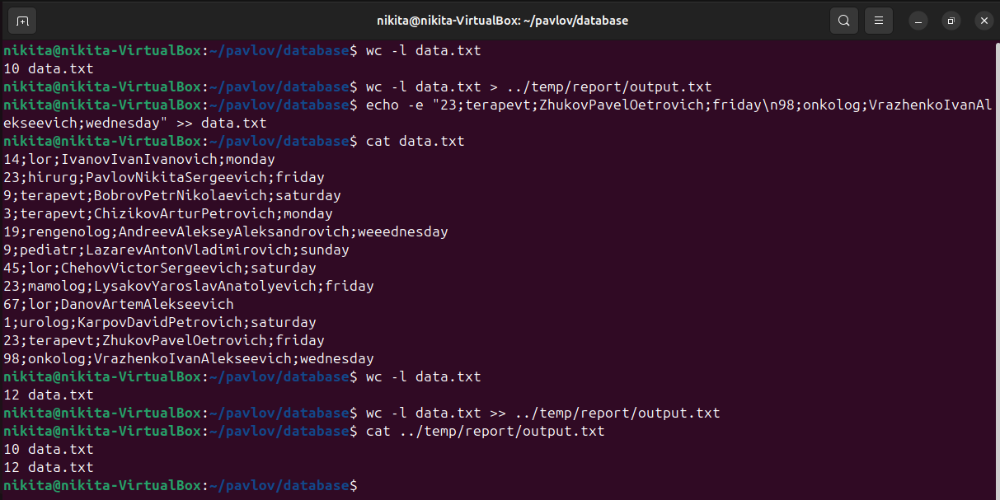 nikita@nikita-VirtualBox: ~/pavlov/database
nikita@nikita-VirtualBox:~/pavlov/database$ wc -l data.txt
10 data.txt
nikita@nikita-VirtualBox:~/pavlov/database$ wc -l data.txt > ../temp/report/output.txt
nikita@nikita-VirtualBox:~/pavlov/database$ echo -e "23;terapevt;ZhukovPavelOetrovich;friday\n98;onkolog;VrazhenkoIvanAl
ekseevich;wednesday" >> data.txt
nikita@nikita-VirtualBox:~/pavlov/database$ cat data.txt
14;lor;IvanovIvanIvanovich;monday
23;hirurg;PavlovNikitaSergeevich;friday
9;terapevt;BobrovPetrNikolaevich;saturday
3;terapevt;ChizikovArturPetrovich;monday
19;rengenolog;AndreevAlekseyAleksandrovich;weeednesday
9;pediatr;LazarevAntonVladimirovich;sunday
45;lor;ChehovVictorSergeevich;saturday
23;mamolog;LysakovYaroslavAnatolyevich;friday
67;lor;DanovArtemAlekseevich
1;urolog;KarpovDavidPetrovich;saturday
23;terapevt;ZhukovPavelOetrovich;friday
98;onkolog;VrazhenkoIvanAlekseevich;wednesday
nikita@nikita-VirtualBox:~/pavlov/database$ wc -l data.txt
12 data.txt
nikita@nikita-VirtualBox:~/pavlov/database$ wc -l data.txt >> ../temp/report/output.txt
nikita@nikita-VirtualBox:~/pavlov/database$ cat ../temp/report/output.txt
10 data.txt
12 data.txt
nikita@nikita-VirtualBox:~/pavlov/database$